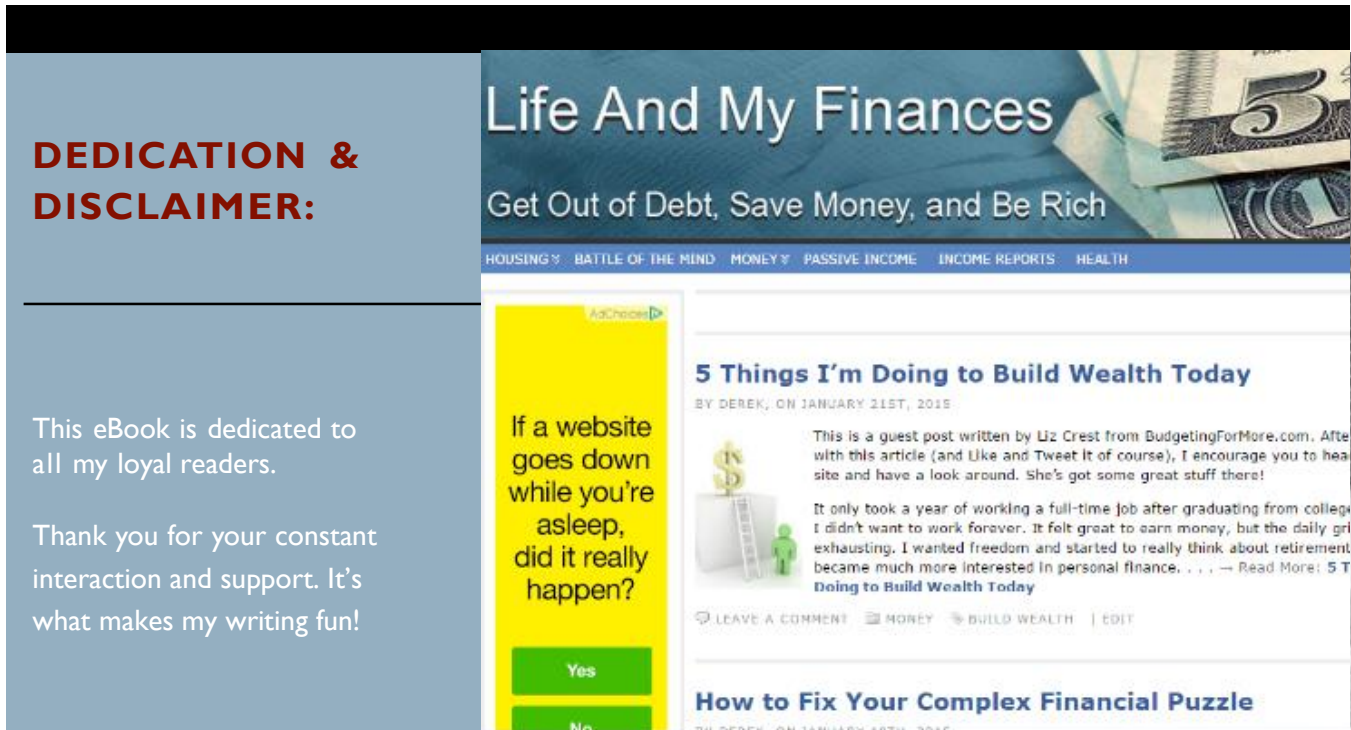 DEDICATION &
DISCLAIMER:
This eBook is dedicated to
all my loyal readers.
Thank you for your constant
interaction and support. It's
what makes my writing fun!
Life And My Finances
Get Out of Debt, Save Money, and Be Rich
HOUSING BATTLE OF THE MIND MONEY PASSIVE INCOME INCOME REPORTS HEALTH
AdChoices
If a website
goes down
while you're
asleep,
did it really
happen?
Yes
No
5 Things I'm Doing to Build Wealth Today
BY DEREK, ON JANUARY 21ST, 2015
This is a guest post written by Liz Crest from BudgetingForMore.com. Afte
with this article (and Like and Tweet it of course), I encourage you to hea
site and have a look around. She's got some great stuff there!
It only took a year of working a full-time job after graduating from colleg
I didn't want to work forever. It felt great to earn money, but the daily gri
exhausting. I wanted freedom and started to really think about retirement
became much more interested in personal finance. . . . → Read More: 5 T
Doing to Build Wealth Today
LEAVE A COMMENT MONEY BUILD WEALTH | EDIT
How to Fix Your Complex Financial Puzzle